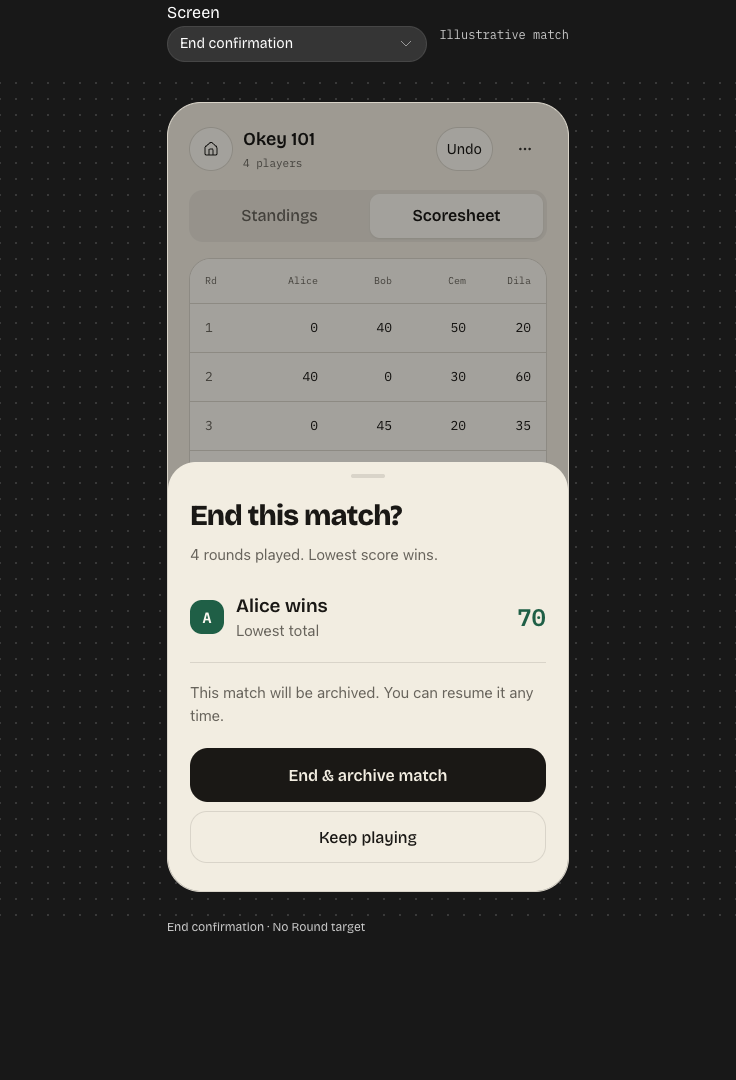 Screen
End confirmation
Illustrative match
Okey 101
4 players
Undo
Standings
Scoresheet
Rd Alice Bob Cem Dila
1 0 40 50 20
2 40 0 30 60
3 0 45 20 35
End this match?
4 rounds played. Lowest score wins.
A
Alice wins
Lowest total
70
This match will be archived. You can resume it any
time.
End & archive match
Keep playing
End confirmation · No Round target